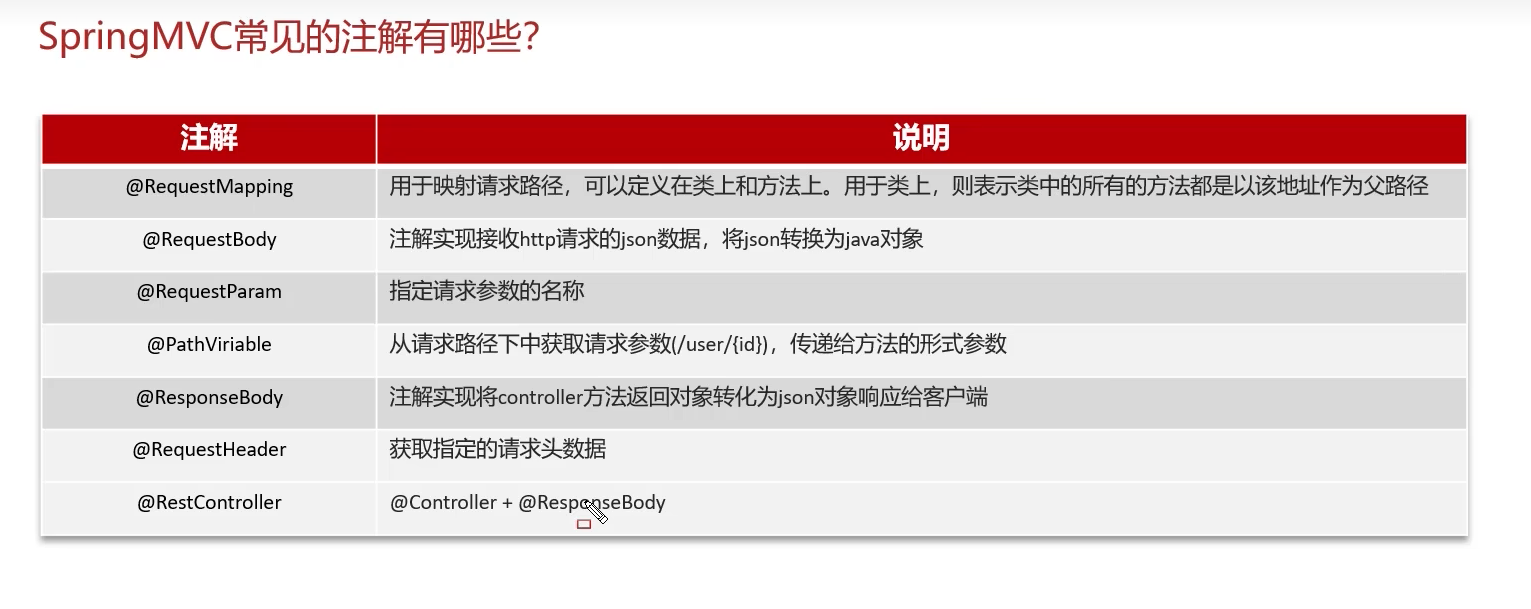 SpringMVC常见的注解有哪些?
注解 说明
@RequestMapping 用于映射请求路径，可以定义在类上和方法上。用于类上，则表示类中的所有的方法都是以该地址作为父路径
@RequestBody 注解实现接收http请求的json数据，将json转换为java对象
@RequestParam 指定请求参数的名称
@PathViriable 从请求路径下中获取请求参数(/user/{id})，传递给方法的形式参数
@ResponseBody 注解实现将controller方法返回对象转化为json对象响应给客户端
@RequestHeader 获取指定的请求头数据
@RestController @Controller + @ResponseBody